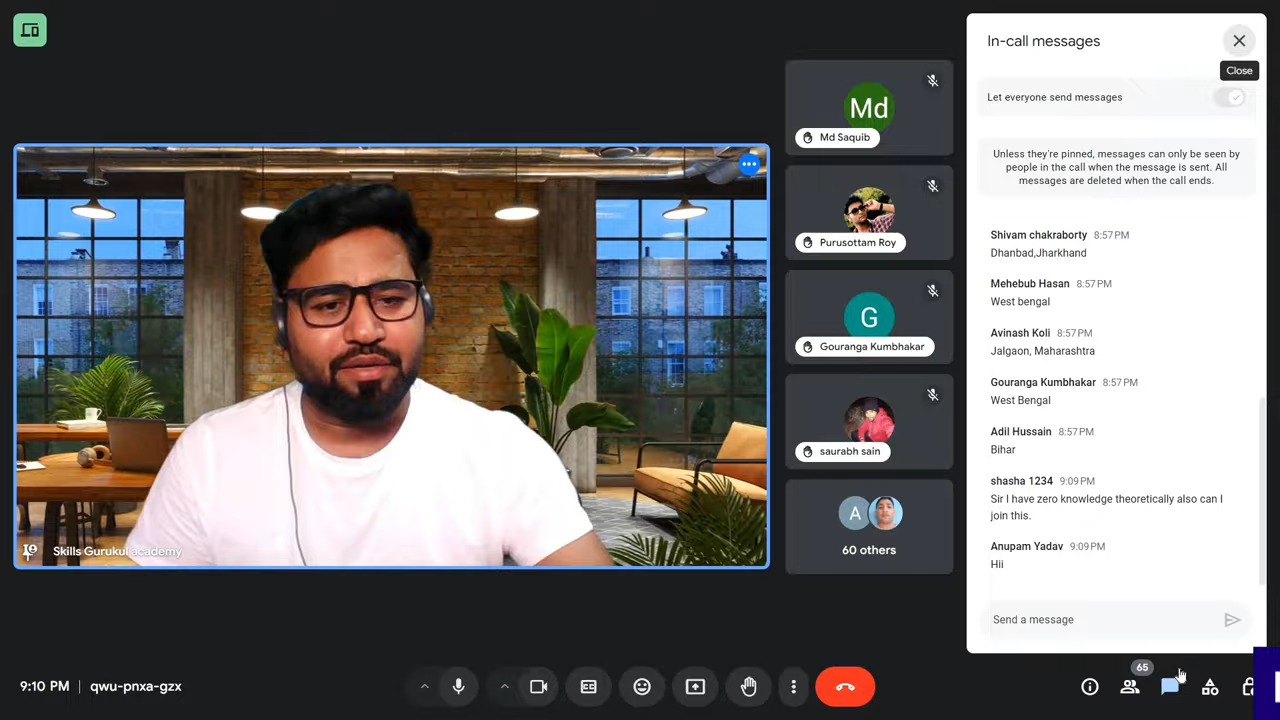 In-call messages
Close
Let everyone send messages
Unless they're pinned, messages can only be seen by
people in the call when the message is sent. All
messages are deleted when the call ends.
Shivam chakraborty 8:57 PM
Dhanbad,Jharkhand
Mehebub Hasan 8:57 PM
West bengal
Avinash Koli 8:57 PM
Jalgaon, Maharashtra
Gouranga Kumbhakar 8:57 PM
West Bengal
Adil Hussain 8:57 PM
Bihar
shasha 1234 9:09 PM
Sir I have zero knowledge theoretically also can I
join this.
Anupam Yadav 9:09 PM
Hii
Send a message
Md
Md Saquib
Purusottam Roy
G
Gouranga Kumbhakar
saurabh sain
A
60 others
Skills Gurukul academy
9:10 PM | qwu-pnxa-gzx
65